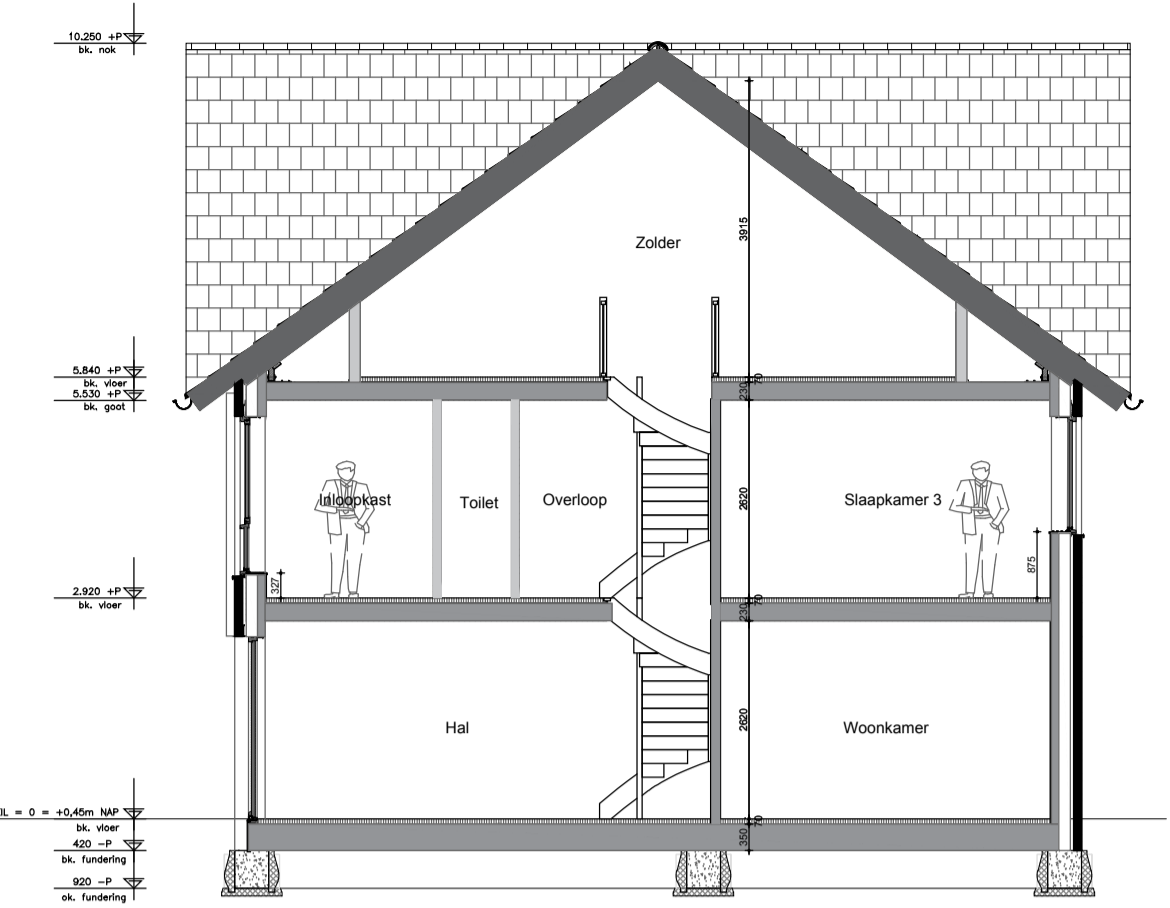 10.250 +P
bk. nok
3915
Zolder
5.840 +P
bk. vloer
5.530 +P
bk. goot
70
230
Inloopkast
Toilet
Overloop
2620
Slaapkamer 3
327
875
2.920 +P
bk. vloer
70
230
Hal
2620
Woonkamer
IL = 0 = +0,45m NAP
bk. vloer
70
350
420 -P
bk. fundering
920 -P
ok. fundering